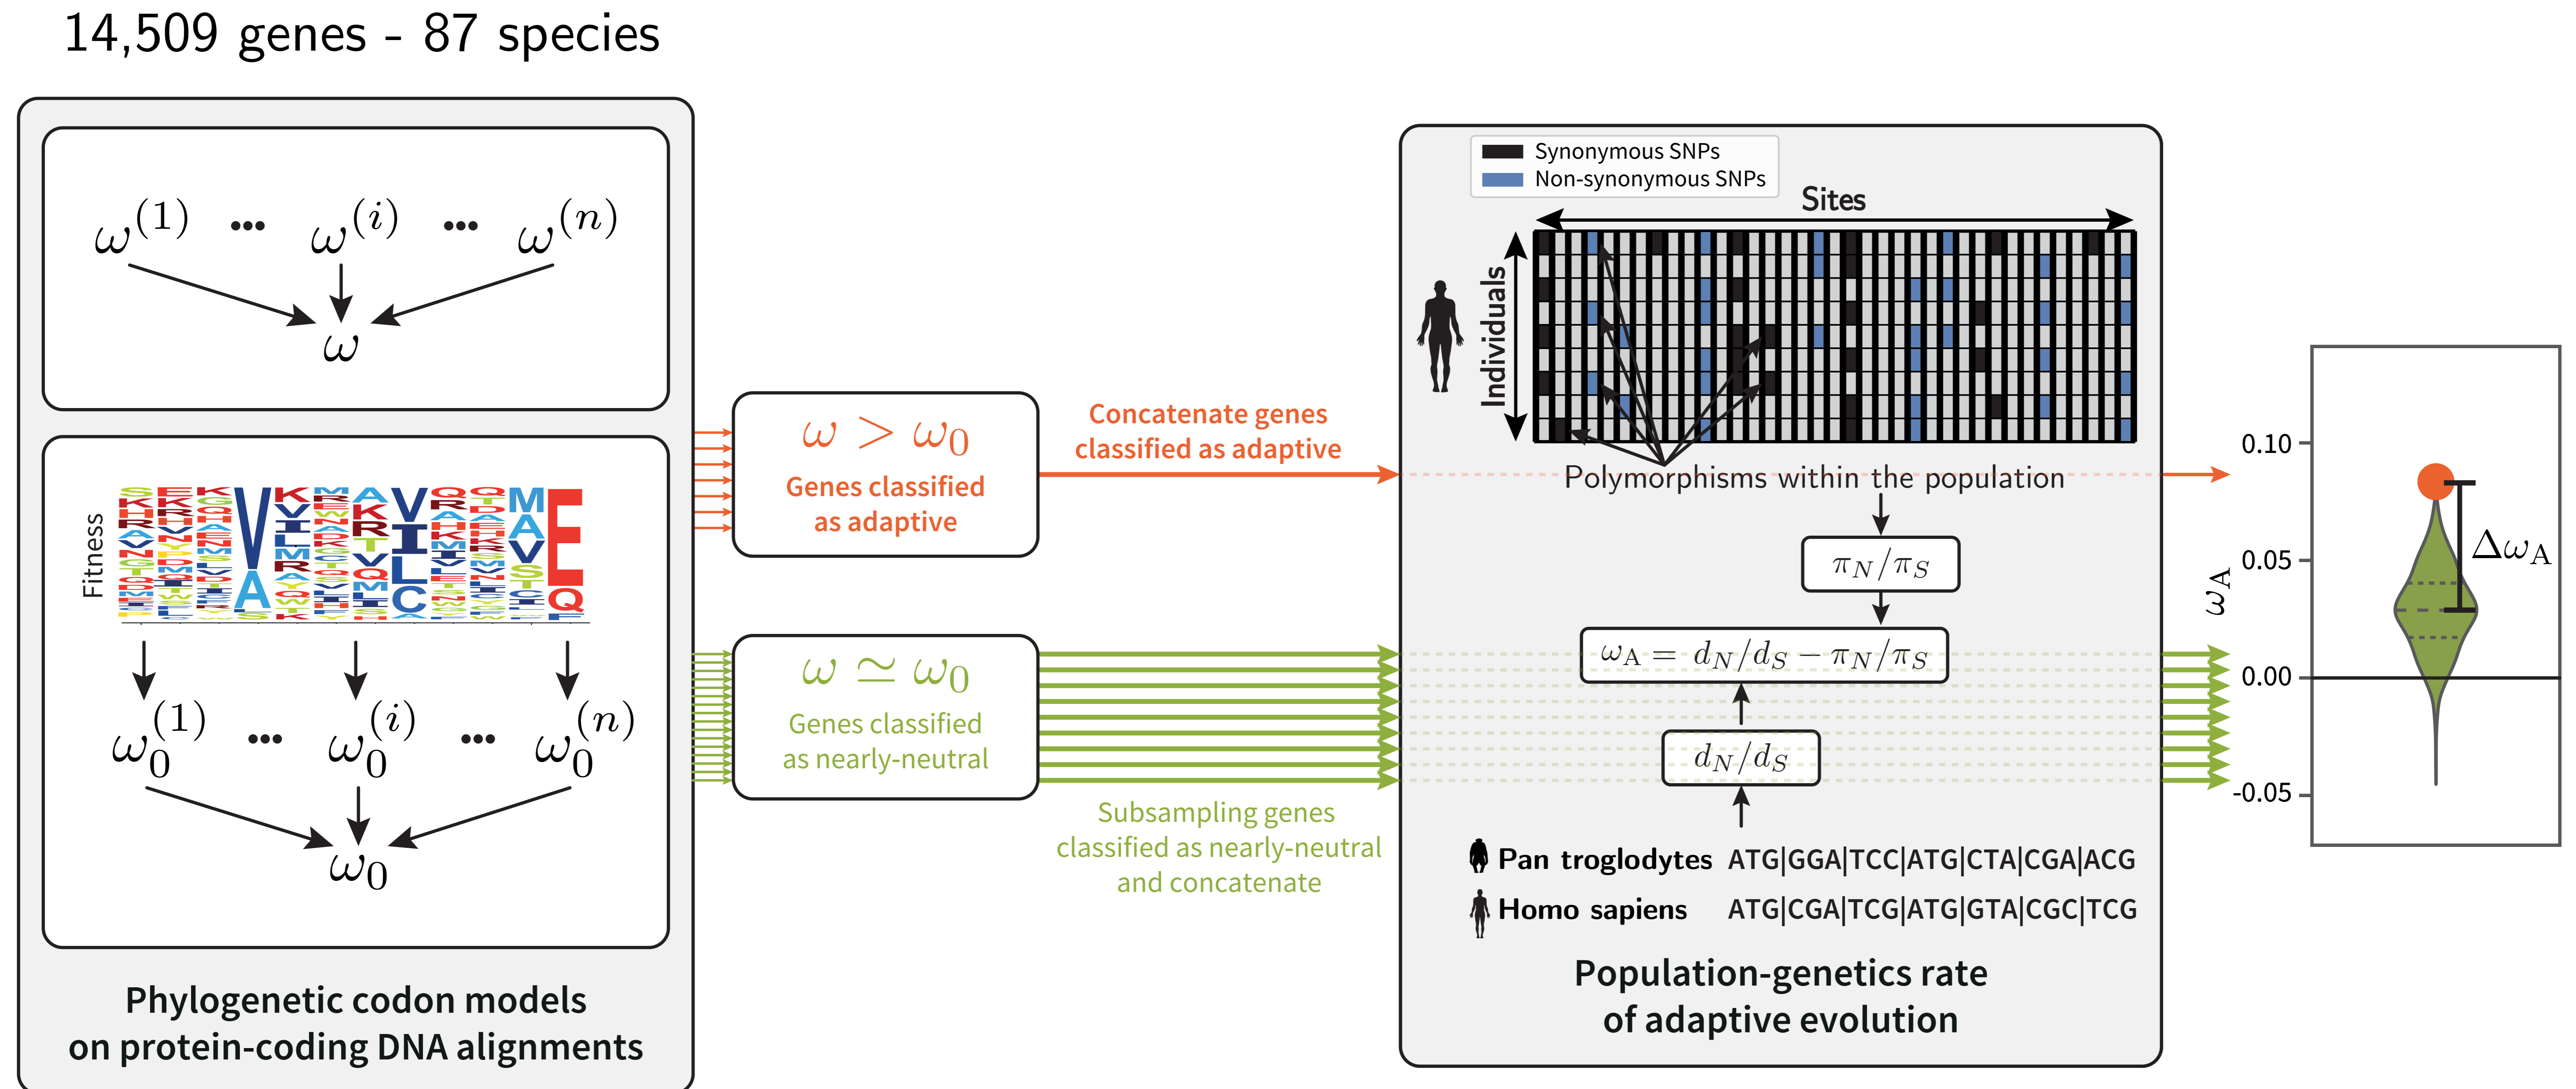 14,509 genes - 87 species
ω(1) ... ω(i) ... ω(n)
ω
Fitness
ω0(1) ... ω0(i) ... ω0(n)
ω0
Phylogenetic codon models
on protein-coding DNA alignments
ω > ω0
Genes classified
as adaptive
Concatenate genes
classified as adaptive
ω ≃ ω0
Genes classified
as nearly-neutral
Subsampling genes
classified as nearly-neutral
and concatenate
Synonymous SNPs
Non-synonymous SNPs
Sites
Individuals
Polymorphisms within the population
πN/πS
ωA = dN/dS − πN/πS
dN/dS
Pan troglodytes ATG|GGA|TCC|ATG|CTA|CGA|ACG
Homo sapiens ATG|CGA|TCG|ATG|GTA|CGC|TCG
Population-genetics rate
of adaptive evolution
ωA
0.10
0.05
0.00
-0.05
ΔωA